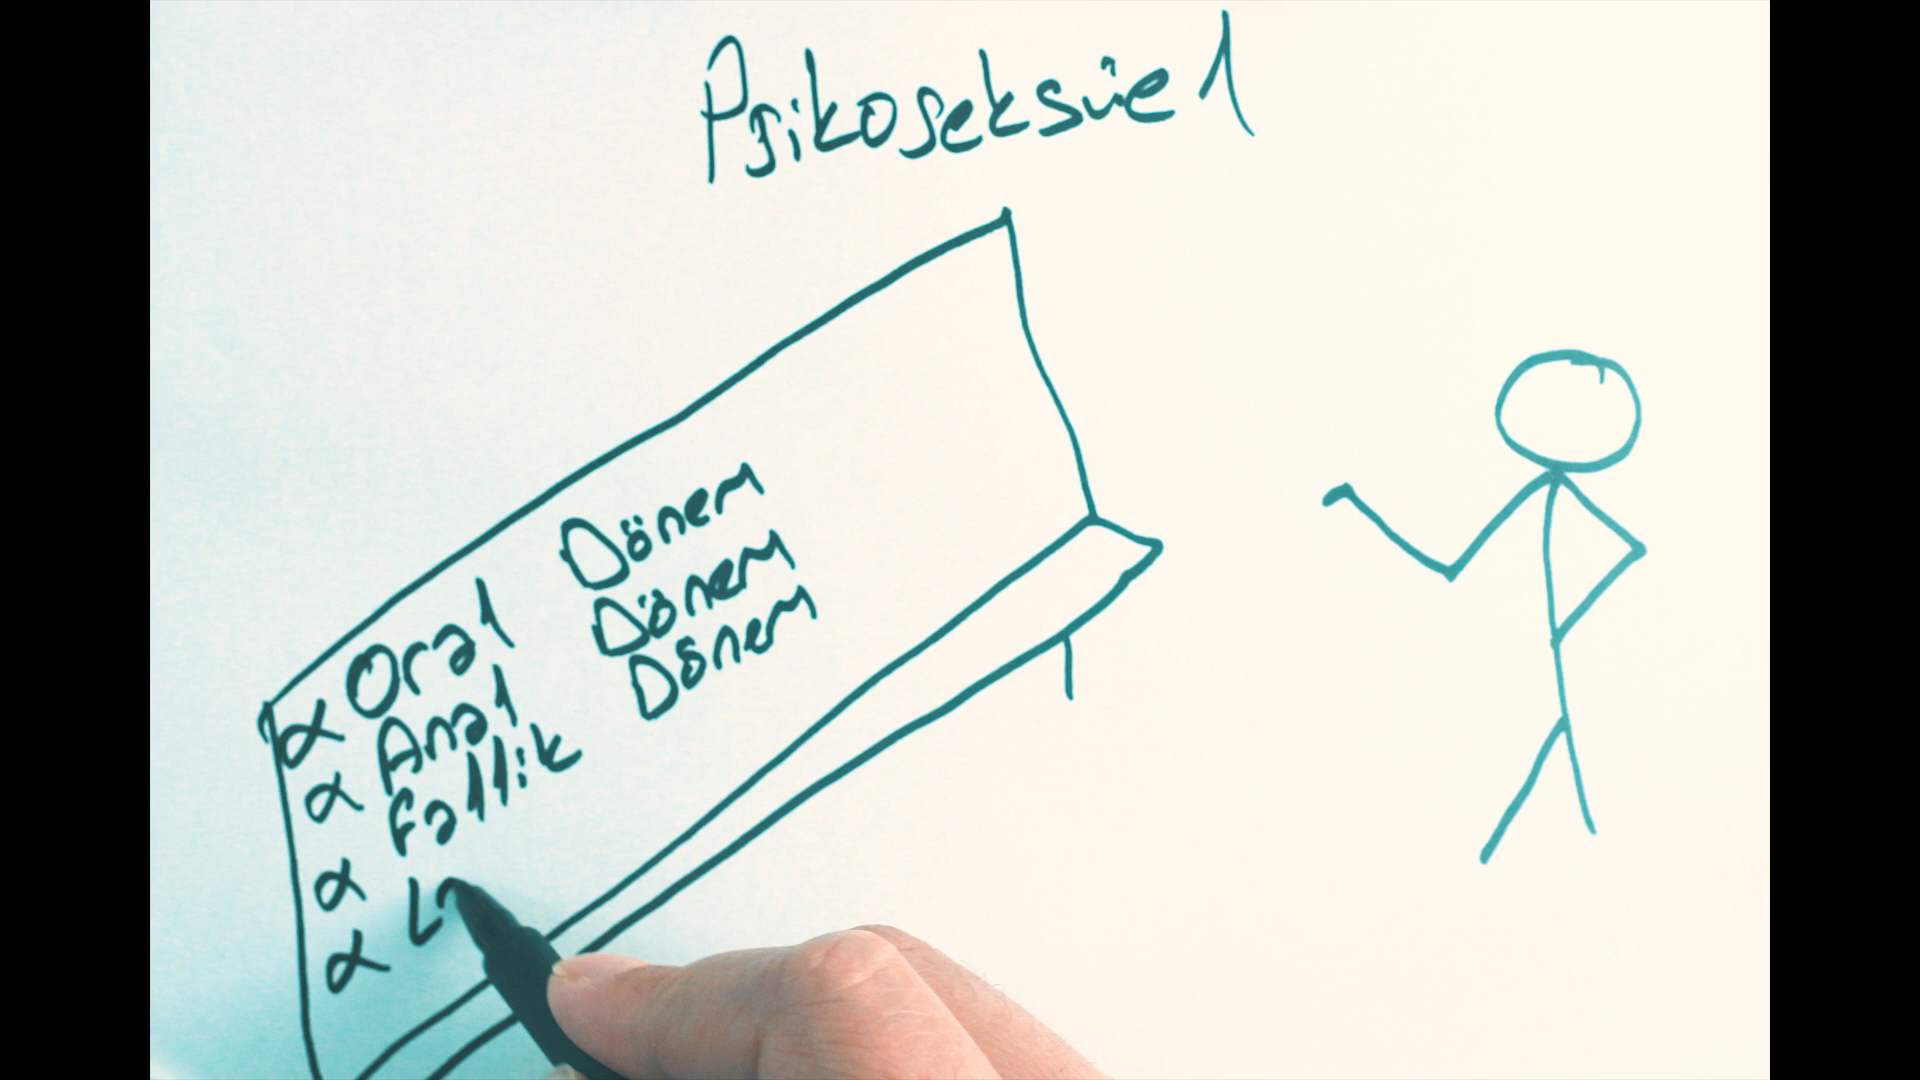 Psikoseksüel
α Oral Dönem
α Anal Dönem
α Fallik Dönem
α